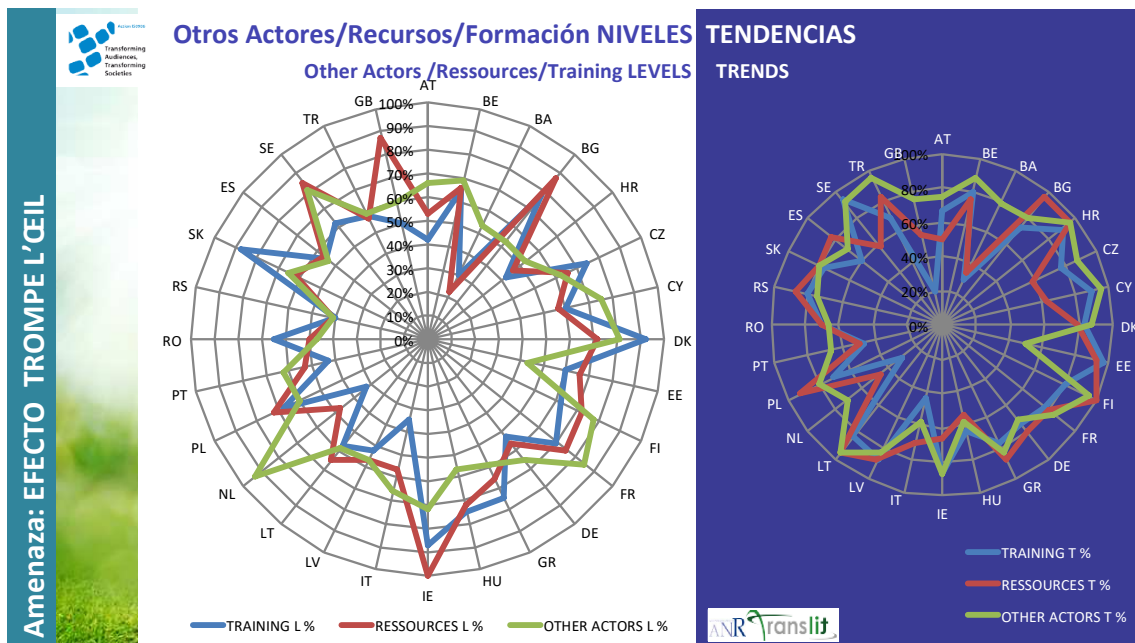 Amenaza: EFECTO TROMPE L'ŒIL
Transforming
Audiences,
Transforming
Societies
Otros Actores/Recursos/Formación NIVELES TENDENCIAS
Other Actors /Ressources/Training LEVELS TRENDS
AT
BE
BA
BG
HR
CZ
CY
DK
EE
FI
FR
DE
GR
HU
IE
IT
LV
LT
NL
PL
PT
RO
RS
SK
ES
SE
TR
GB
100%
90%
80%
70%
60%
50%
40%
30%
20%
10%
0%
TRAINING L %
RESSOURCES L %
OTHER ACTORS L %
AT
BE
BA
BG
HR
CZ
CY
DK
EE
FI
FR
DE
GR
HU
IE
IT
LV
LT
NL
PL
PT
RO
RS
SK
ES
SE
TR
GB
100%
80%
60%
40%
20%
0%
TRAINING T %
RESSOURCES T %
OTHER ACTORS T %
ANR Translit